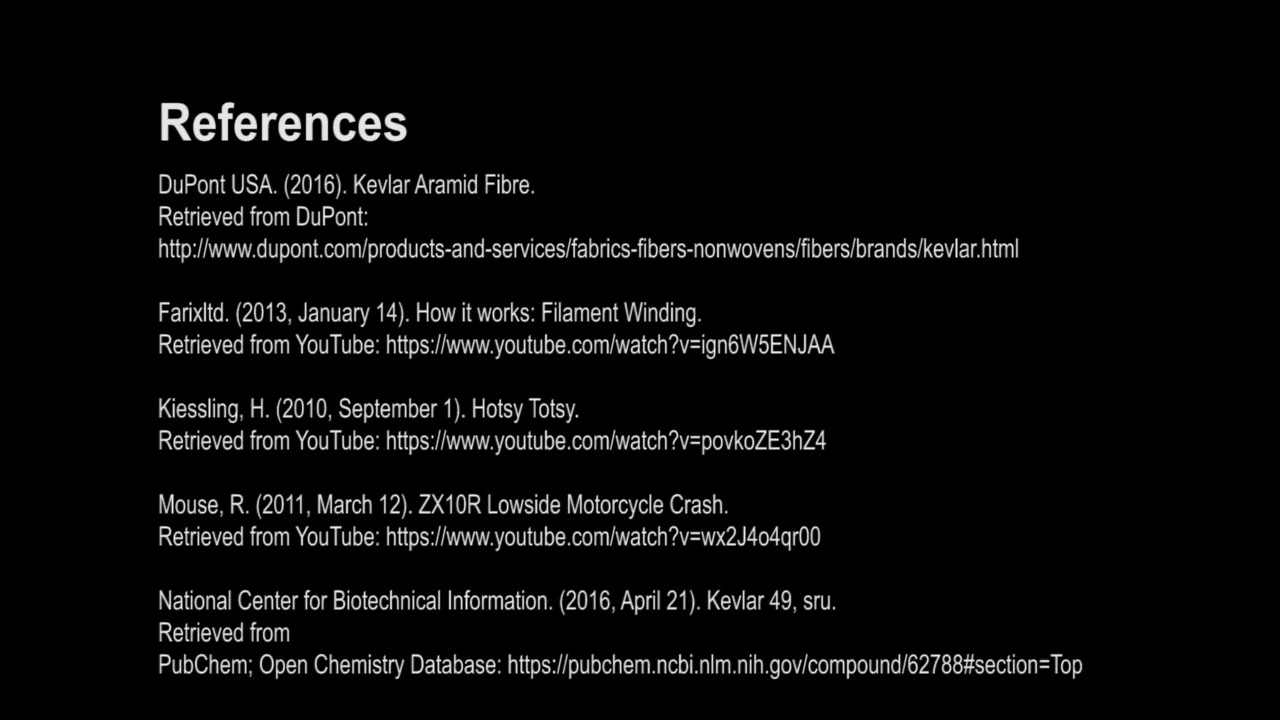 References
DuPont USA. (2016). Kevlar Aramid Fibre.
Retrieved from DuPont:
http://www.dupont.com/products-and-services/fabrics-fibers-nonwovens/fibers/brands/kevlar.html
Farixltd. (2013, January 14). How it works: Filament Winding.
Retrieved from YouTube: https://www.youtube.com/watch?v=ign6W5ENJAA
Kiessling, H. (2010, September 1). Hotsy Totsy.
Retrieved from YouTube: https://www.youtube.com/watch?v=povkoZE3hZ4
Mouse, R. (2011, March 12). ZX10R Lowside Motorcycle Crash.
Retrieved from YouTube: https://www.youtube.com/watch?v=wx2J4o4qr00
National Center for Biotechnical Information. (2016, April 21). Kevlar 49, sru.
Retrieved from
PubChem; Open Chemistry Database: https://pubchem.ncbi.nlm.nih.gov/compound/62788#section=Top